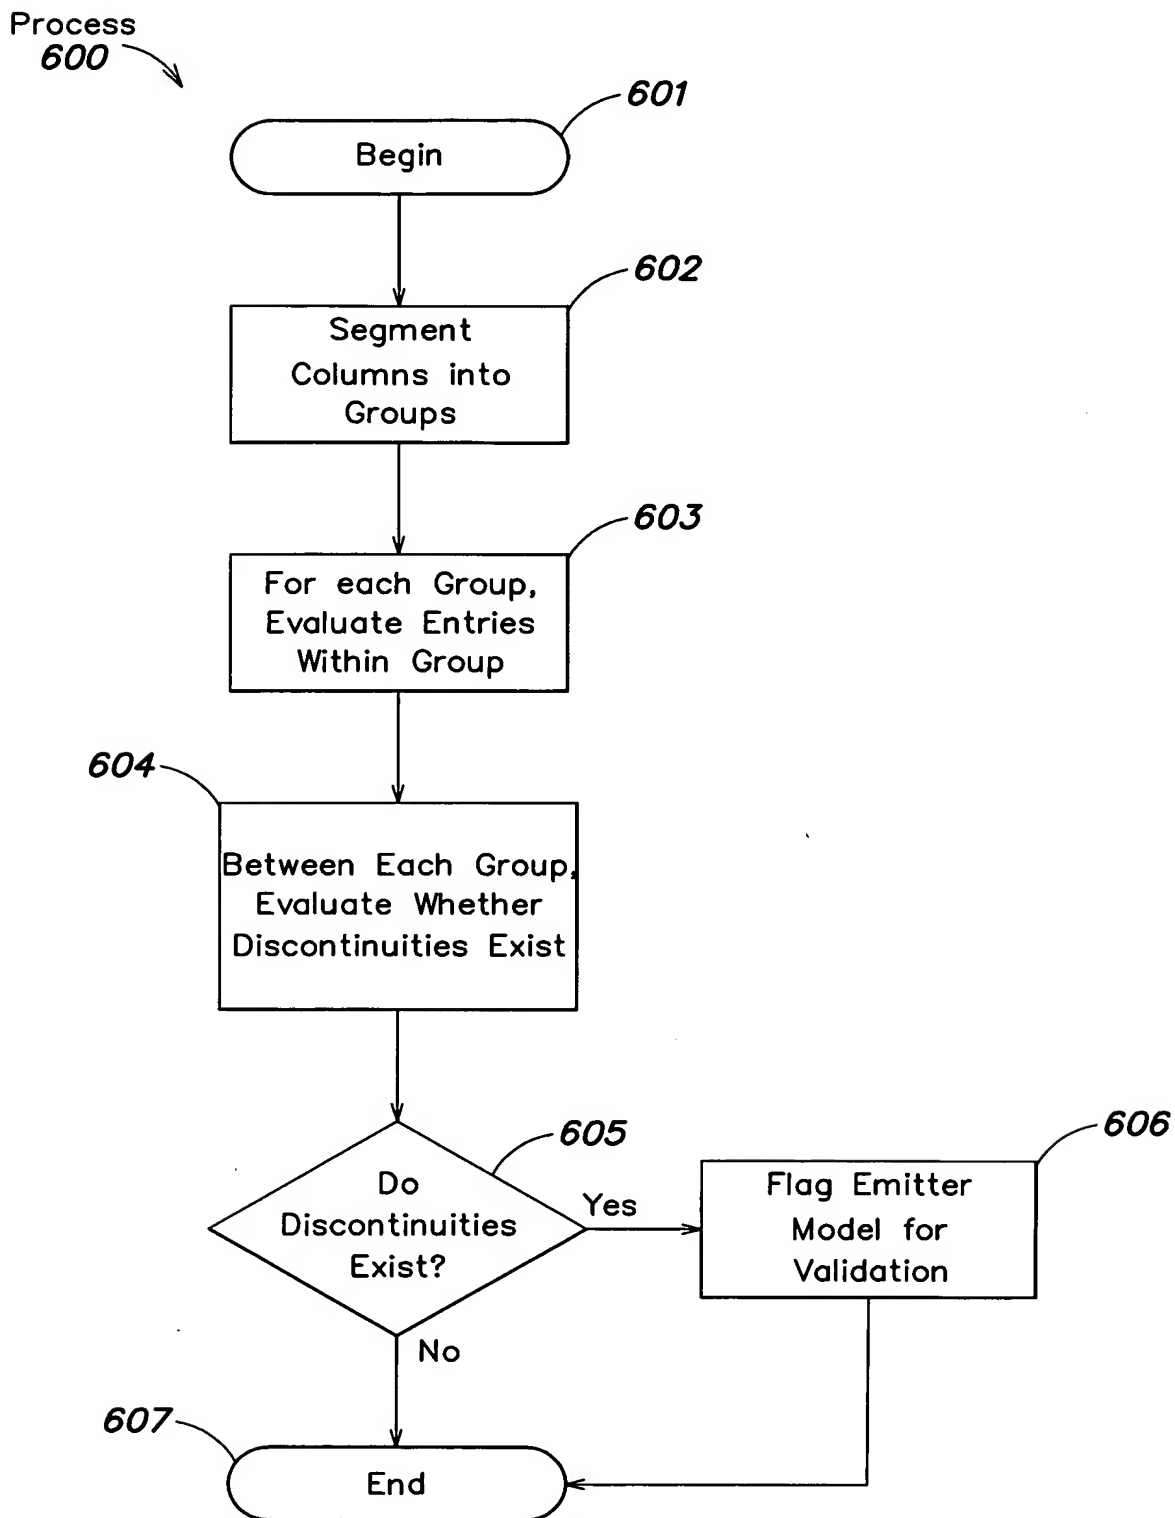 Process
600
601
Begin
602
Segment
Columns into
Groups
603
For each Group,
Evaluate Entries
Within Group
604
Between Each Group,
Evaluate Whether
Discontinuities Exist
605
Do
Discontinuities
Exist?
Yes
606
Flag Emitter
Model for
Validation
No
607
End